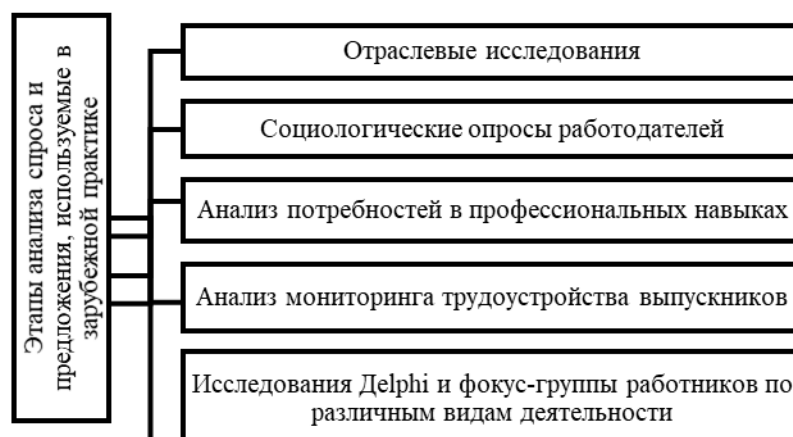 Этапы анализа спроса и
предложения, используемые в
зарубежной практике
Отраслевые исследования
Социологические опросы работодателей
Анализ потребностей в профессиональных навыках
Анализ мониторинга трудоустройства выпускников
Исследования Дelphi и фокус-группы работников по
различным видам деятельности